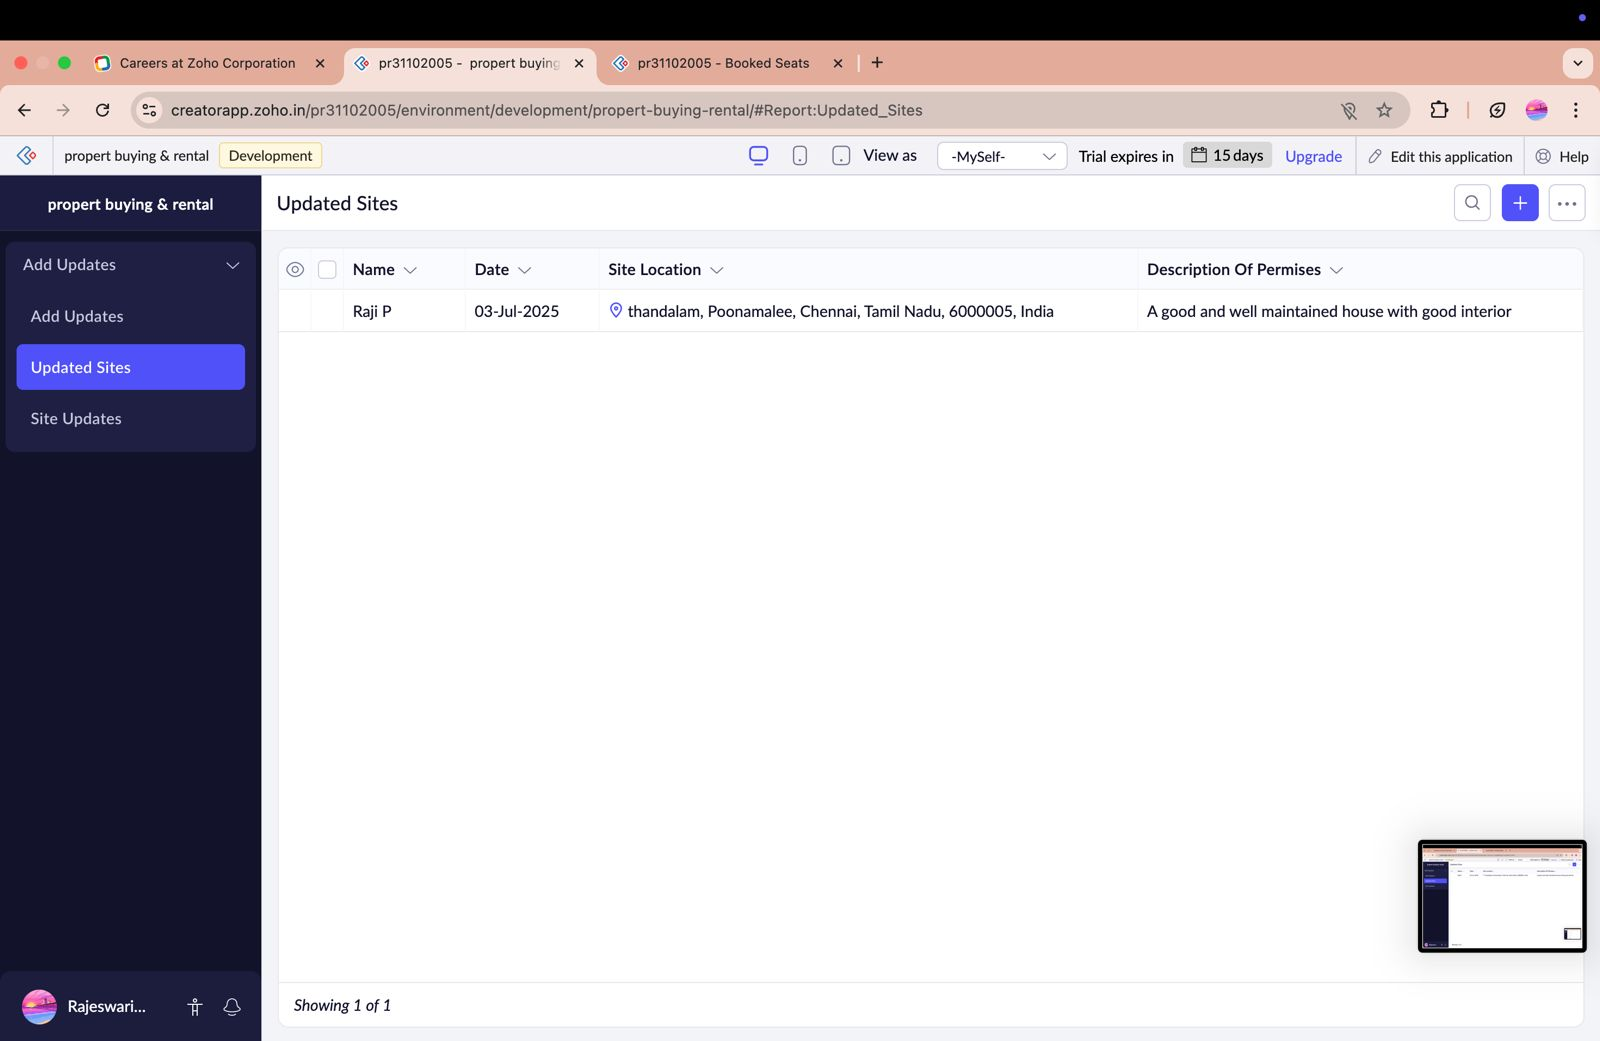 Careers at Zoho Corporation
pr31102005 - propert buying
pr31102005 - Booked Seats
creatorapp.zoho.in/pr31102005/environment/development/propert-buying-rental/#Report:Updated_Sites
propert buying & rental Development View as -MySelf- Trial expires in 15 days Upgrade Edit this application Help
propert buying & rental
Add Updates
Add Updates
Updated Sites
Site Updates
Rajeswari...
Updated Sites
Name Date Site Location Description Of Permises
Raji P 03-Jul-2025 thandalam, Poonamalee, Chennai, Tamil Nadu, 6000005, India A good and well maintained house with good interior
Showing 1 of 1